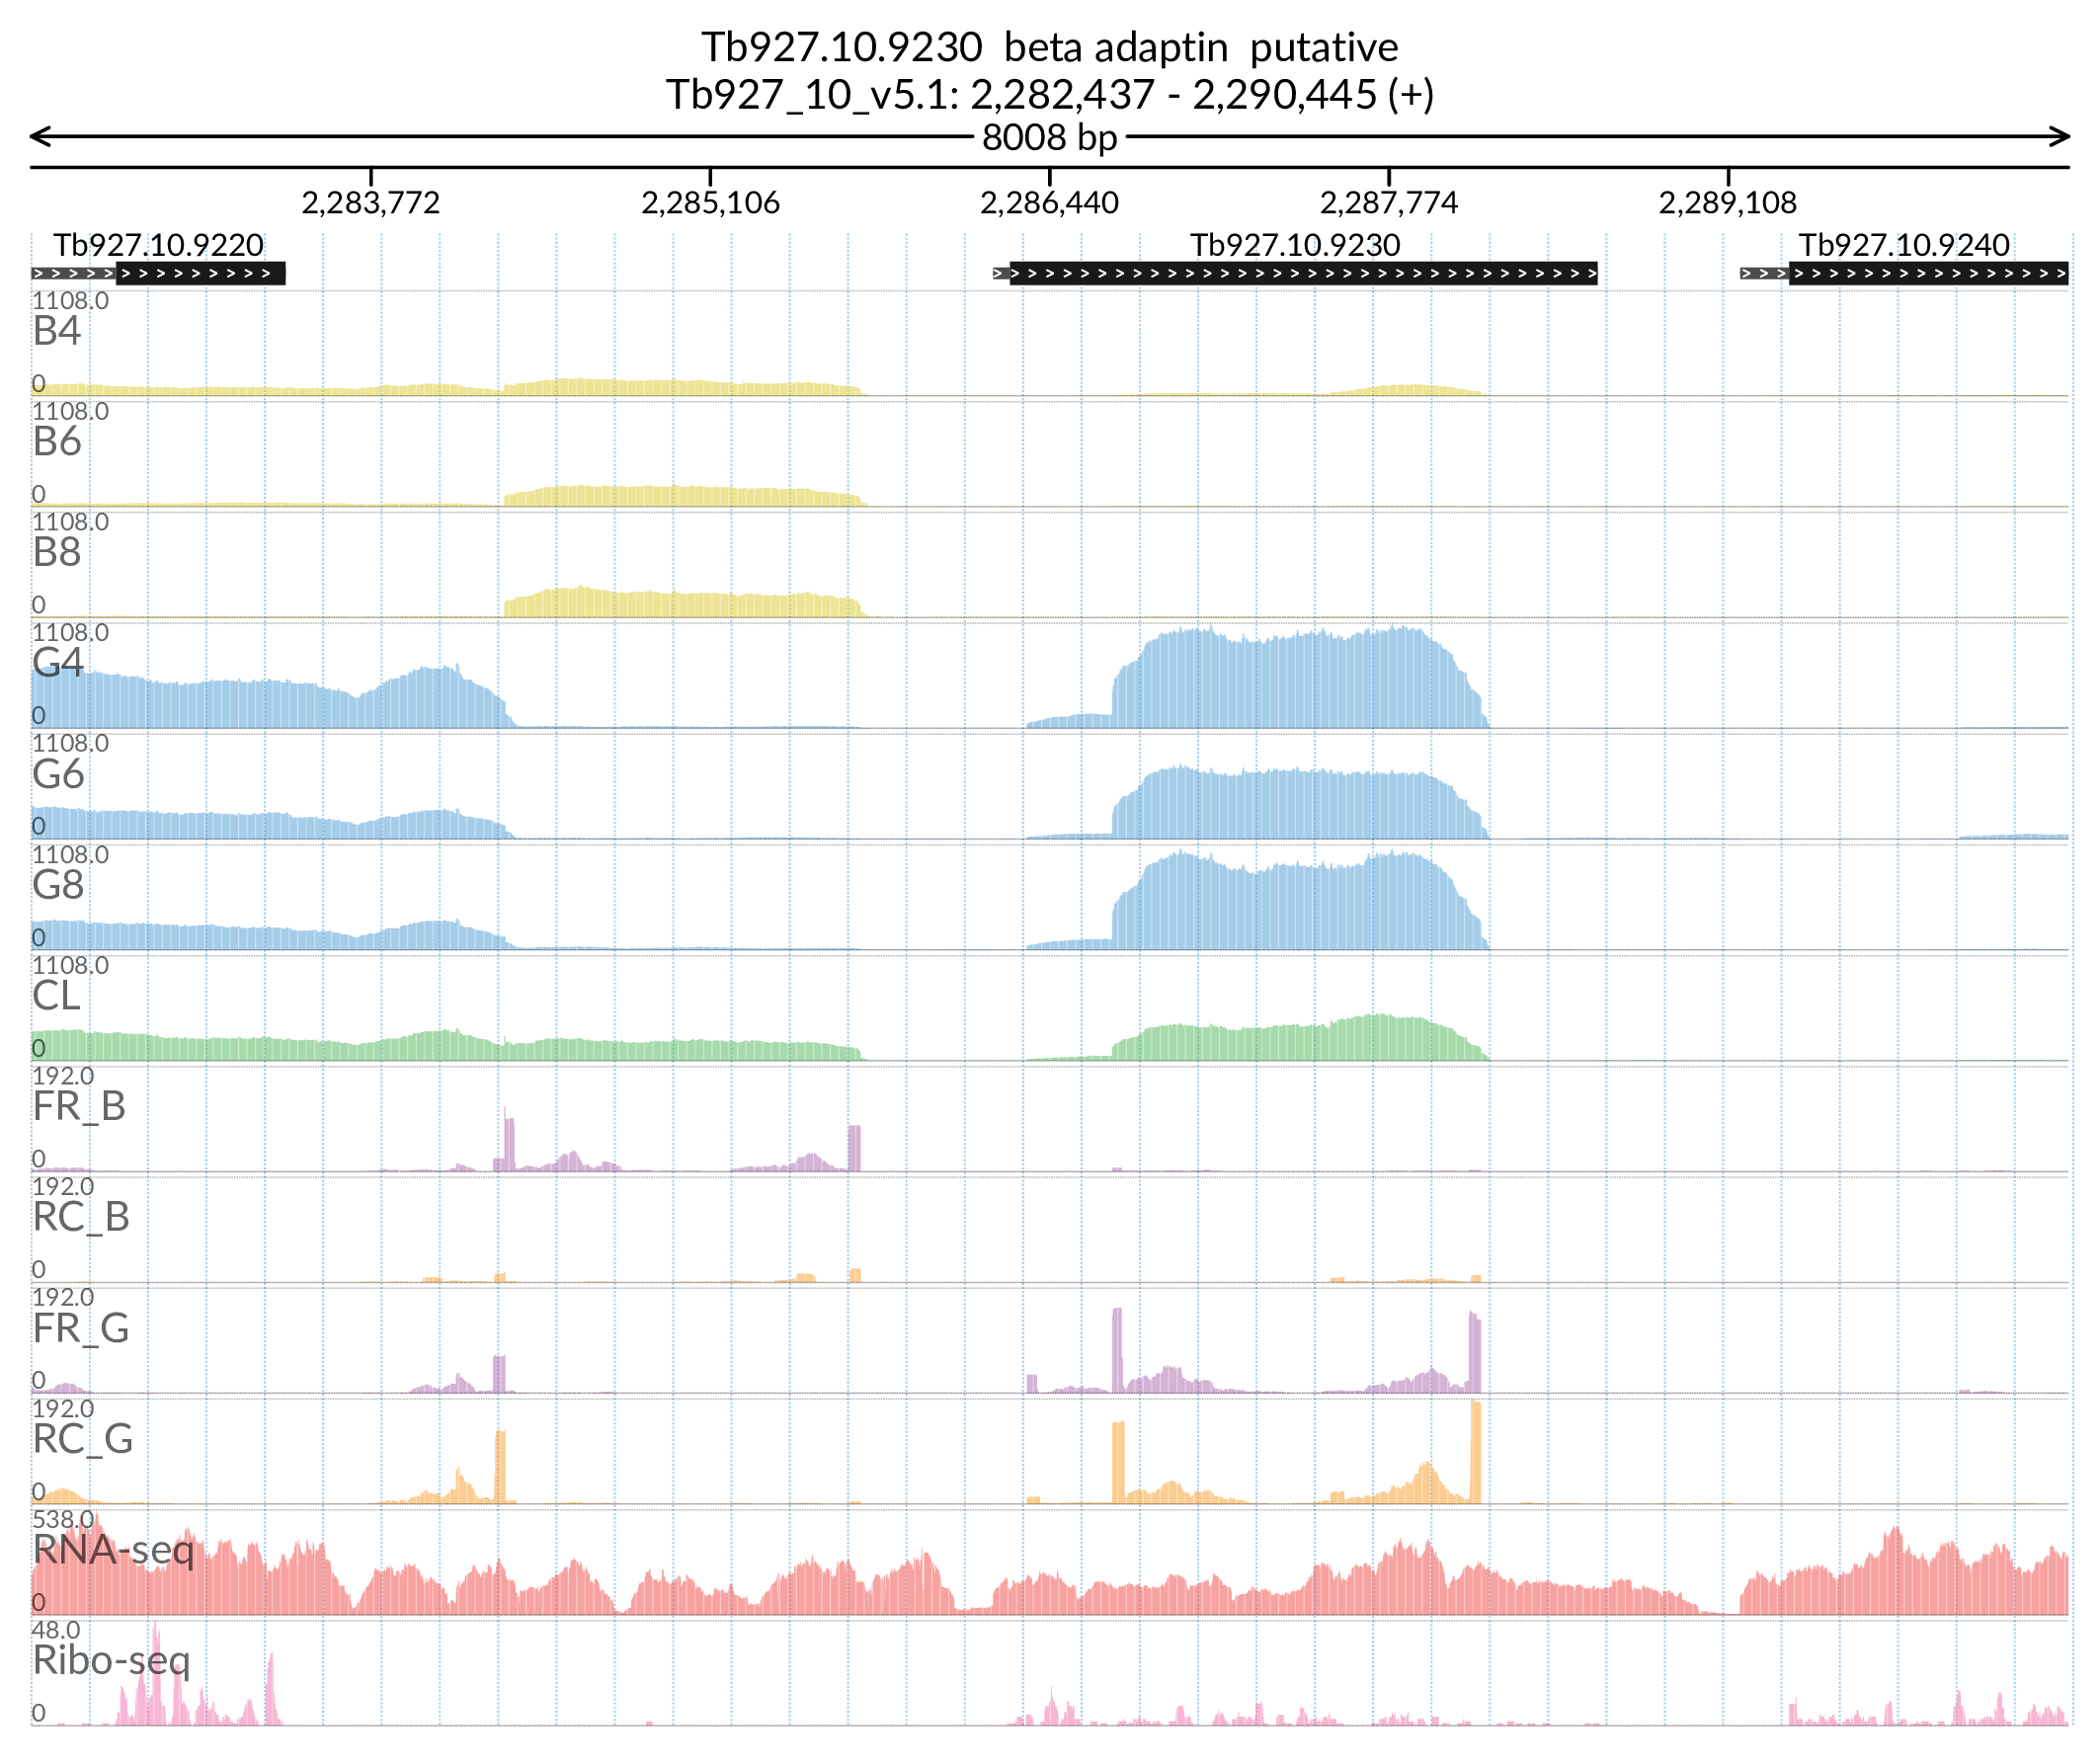 Tb927.10.9230 beta adaptin putative
Tb927_10_v5.1: 2,282,437 - 2,290,445 (+)
8008 bp
2,283,772 2,285,106 2,286,440 2,287,774 2,289,108
Tb927.10.9220 Tb927.10.9230 Tb927.10.9240
1108.0
B4
0
1108.0
B6
0
1108.0
B8
0
1108.0
G4
0
1108.0
G6
0
1108.0
G8
0
1108.0
CL
0
192.0
FR_B
0
192.0
RC_B
0
192.0
FR_G
0
192.0
RC_G
0
538.0
RNA-seq
0
48.0
Ribo-seq
0